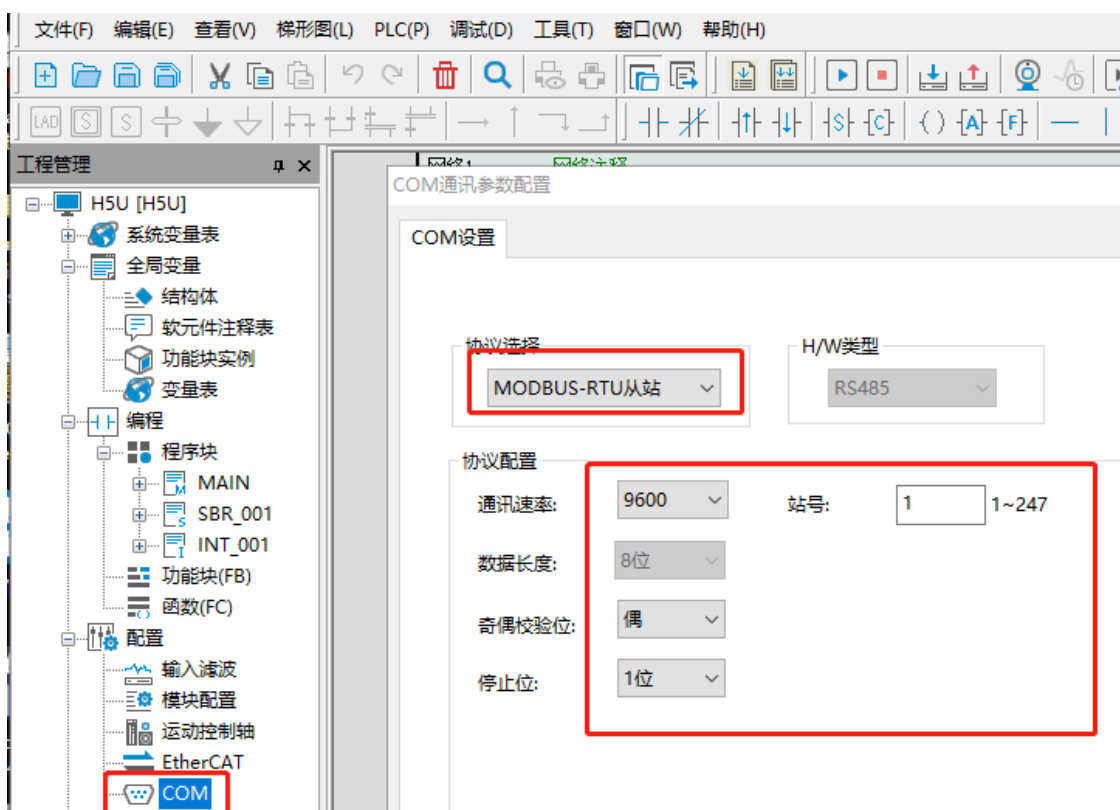 文件(F) 编辑(E) 查看(V) 梯形图(L) PLC(P) 调试(D) 工具(T) 窗口(W) 帮助(H)
LAD S S S C A F
工程管理
H5U [H5U]
系统变量表
全局变量
结构体
软元件注释表
功能块实例
变量表
编程
程序块
MAIN
SBR_001
INT_001
功能块(FB)
函数(FC)
配置
输入滤波
模块配置
运动控制轴
EtherCAT
COM
网络1 网络注释
COM通讯参数配置
COM设置
协议选择
MODBUS-RTU从站
H/W类型
RS485
协议配置
通讯速率: 9600 站号: 1 1~247
数据长度: 8位
奇偶校验位: 偶
停止位: 1位